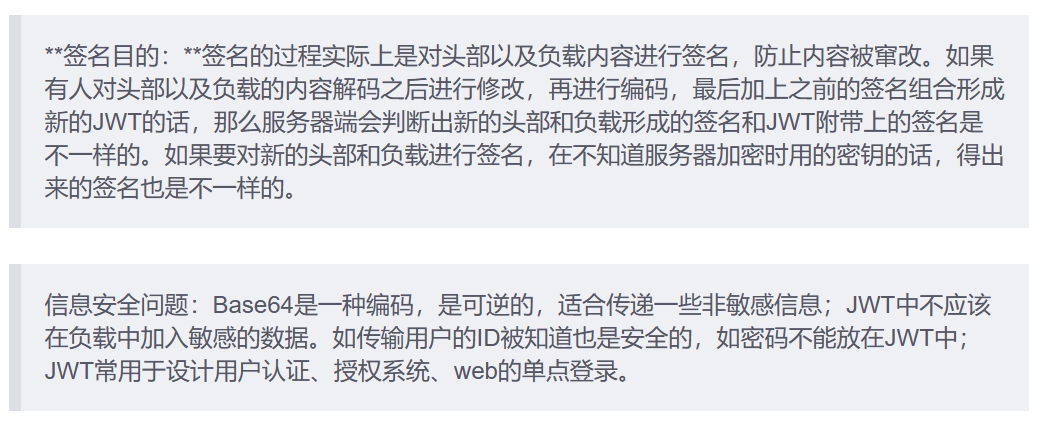 **签名目的：**签名的过程实际上是对头部以及负载内容进行签名，防止内容被窜改。如果
有人对头部以及负载的内容解码之后进行修改，再进行编码，最后加上之前的签名组合形成
新的JWT的话，那么服务器端会判断出新的头部和负载形成的签名和JWT附带上的签名是
不一样的。如果要对新的头部和负载进行签名，在不知道服务器加密时用的密钥的话，得出
来的签名也是不一样的。
信息安全问题：Base64是一种编码，是可逆的，适合传递一些非敏感信息；JWT中不应该
在负载中加入敏感的数据。如传输用户的ID被知道也是安全的，如密码不能放在JWT中；
JWT常用于设计用户认证、授权系统、web的单点登录。